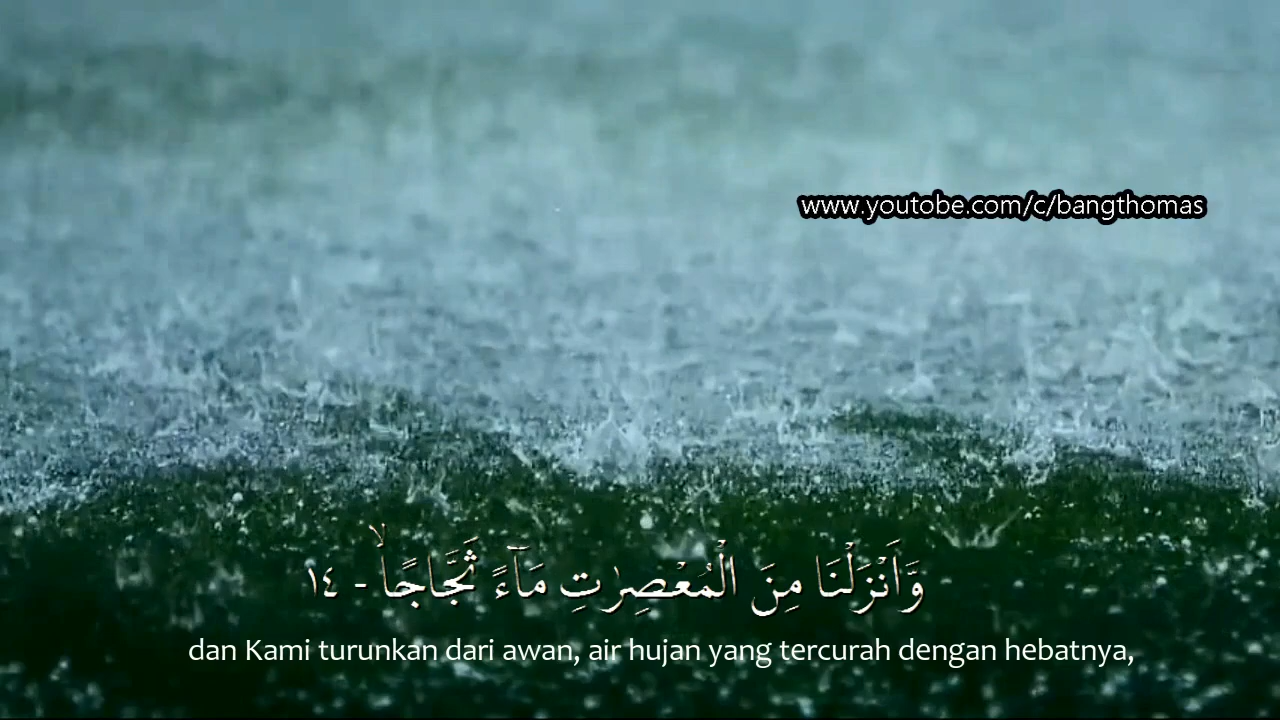 www.youtobe.com/c/bangthomas
وَّاَنْزَلْنَا مِنَ الْمُعْصِرٰتِ مَاۤءً ثَجَّاجًاۙ - ١٤
dan Kami turunkan dari awan, air hujan yang tercurah dengan hebatnya,